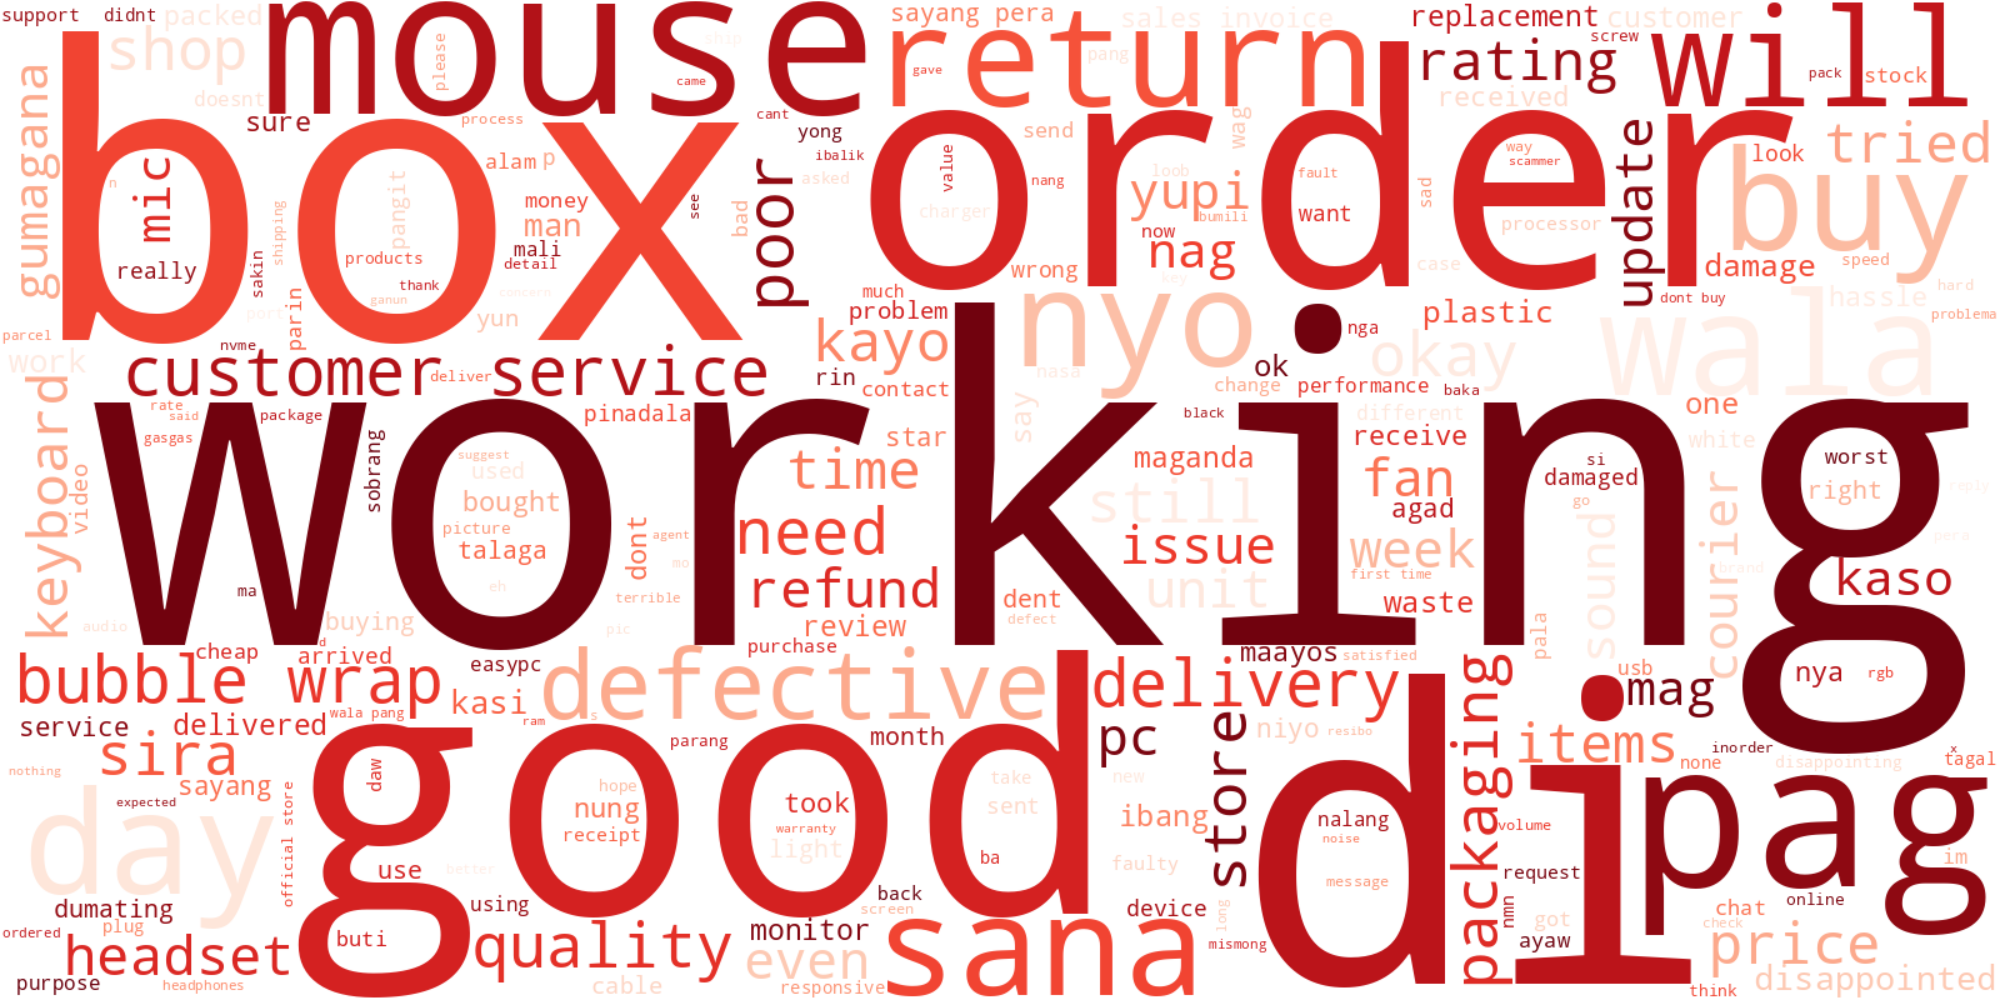 support
didnt
packed
shop
mouse
sayang pera
sales invoice
replacement
customer
screw
return
rating
will
please
ship
came
gave
pang
pack
stock
doesnt
received
gumagana
sure
process
cant
yong
send
wag
update
tried
box
order
buy
mic
alam
p
poor
ibalik
value
way
scammer
look
n
pangit
money
man
see
bad
asked
nang
loob
yupi
fault
sad
really
shipping
products
mali
detail
charger
bumili
want
processor
now
nag
wrong
case
damage
speed
sakin
thank
ganun
concern
much
key
dont buy
hassle
hard
port
parin
yun
problem
nyo
plastic
problema
parcel
nvme
kayo
nga
okay
wala
work
customer service
deliver
rin
contact
nasa
change
ok
performance
baka
keyboard
rate
said
package
pinadala
say
black
different
one
gasgas
star
receive
white
video
sobrang
suggest
used
time
maganda
fan
si
damaged
worst
working
bought
still
agad
go
right
reply
picture
talaga
dont
agent
need
issue
week
sound
courier
pera
eh
mo
first time
brand
kaso
ma
terrible
refund
dent
unit
waste
audio
buying
pic
review
defect
d
cheap
arrived
purchase
easypc
maayos
satisfied
pala
usb
nya
rgb
bubble wrap
defective
delivery
mag
kasi
service
delivered
wala pang
ram
s
niyo
resibo
items
sira
parang
month
pc
store
packaging
inorder
x
nothing
none
disappointing
tagal
sayang
daw
hope
take
new
expected
official store
nung
took
sent
ibang
nalang
volume
day
good
receipt
warranty
light
noise
di
pag
im
use
better
ba
faulty
message
request
dumating
using
back
screen
device
nmn
online
plug
chat
ordered
buti
monitor
long
got
check
headset
quality
even
sana
mismong
ayaw
price
purpose
headphones
cable
responsive
think
disappointed